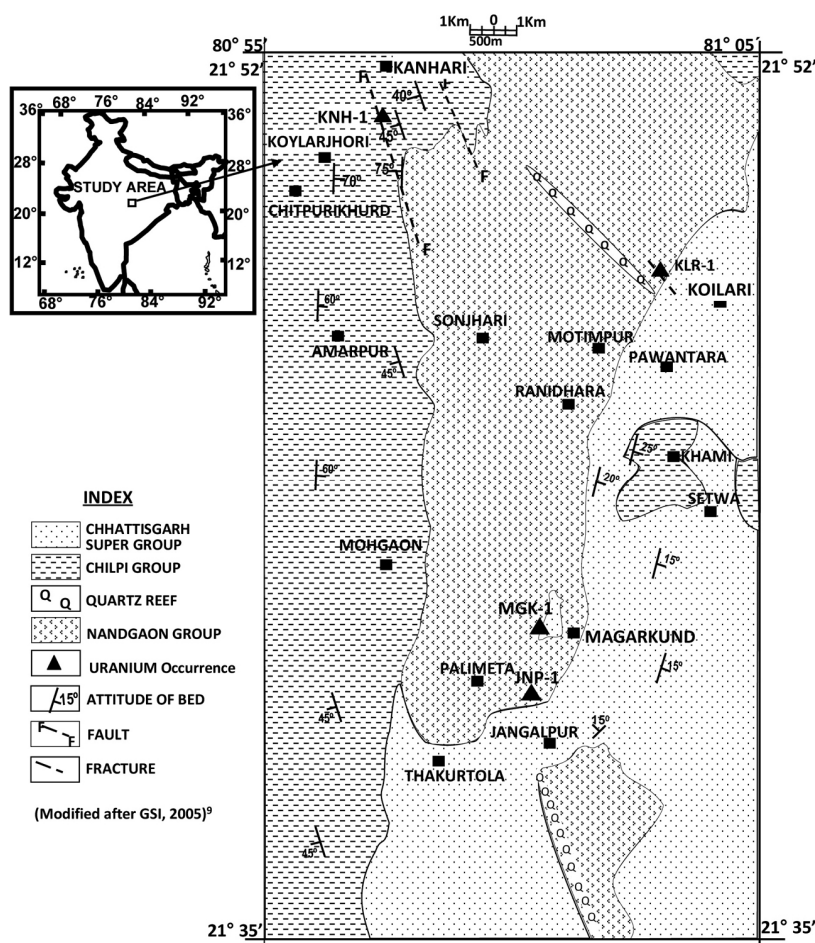 1Km 0 1Km
500m
80° 55′
81° 05′
21° 52′
21° 52′
68° 76° 84° 92°
36°
36°
28°
28°
20°
20°
12°
12°
68°
76°
84°
92°
STUDY AREA
F
KANHARI
40°
KNH-1
45°
KOYLARJHORI
75°
F
70°
CHITPURIKHURD
F
Q
Q
Q
Q
Q
Q
Q
KLR-1
KOILARI
60°
SONJHARI
MOTIMPUR
AMARPUR
45°
PAWANTARA
RANIDHARA
25°
KHAMI
60°
20°
SETWA
INDEX
CHHATTISGARH
SUPER GROUP
CHILPI GROUP
Q Q
QUARTZ REEF
NANDGAON GROUP
URANIUM Occurrence
15°
ATTITUDE OF BED
F F
FAULT
FRACTURE
(Modified after GSI, 2005)⁹
MOHGAON
15°
MGK-1
MAGARKUND
PALIMETA
JNP-1
15°
45°
15°
JANGALPUR
THAKURTOLA
Q
Q
Q
Q
Q
Q
Q
Q
Q
Q
Q
45°
21° 35′
21° 35′